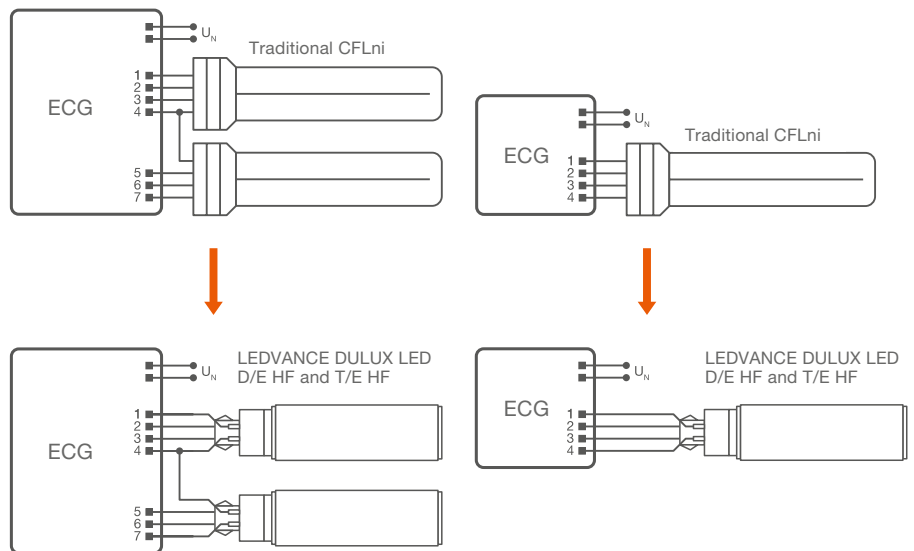 U_N
Traditional CFLni
1
2
3
4
ECG
5
6
7
U_N
Traditional CFLni
ECG
1
2
3
4
LEDVANCE DULUX LED
D/E HF and T/E HF
U_N
1
2
3
4
ECG
5
6
7
LEDVANCE DULUX LED
D/E HF and T/E HF
U_N
ECG
1
2
3
4